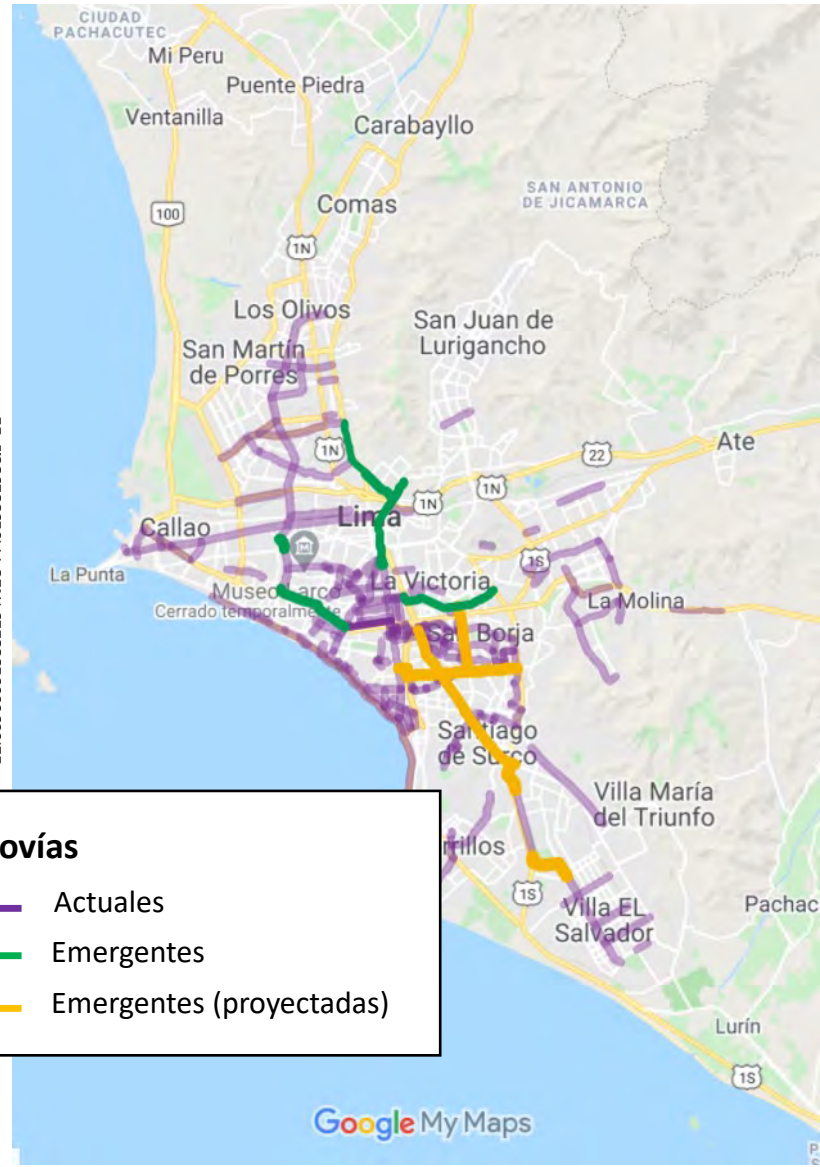 CIUDAD
PACHACUTEC
Mi Peru
Puente Piedra
Ventanilla
Carabayllo
SAN ANTONIO
DE JICAMARCA
Comas
100
1N
Los Olivos
San Juan de
Lurigancho
San Martín
de Porres
1N
22
Ate
1N
1N
Lima
Callao
1S
La Punta
La Victoria
Museo Larco
Cerrado temporalmente
La Molina
San Borja
Santiago
de Surco
Villa María
del Triunfo
ovías
rrillos
Actuales
1S
Villa EL
Salvador
Pachac
Emergentes
Emergentes (proyectadas)
Lurín
1S
Google My Maps